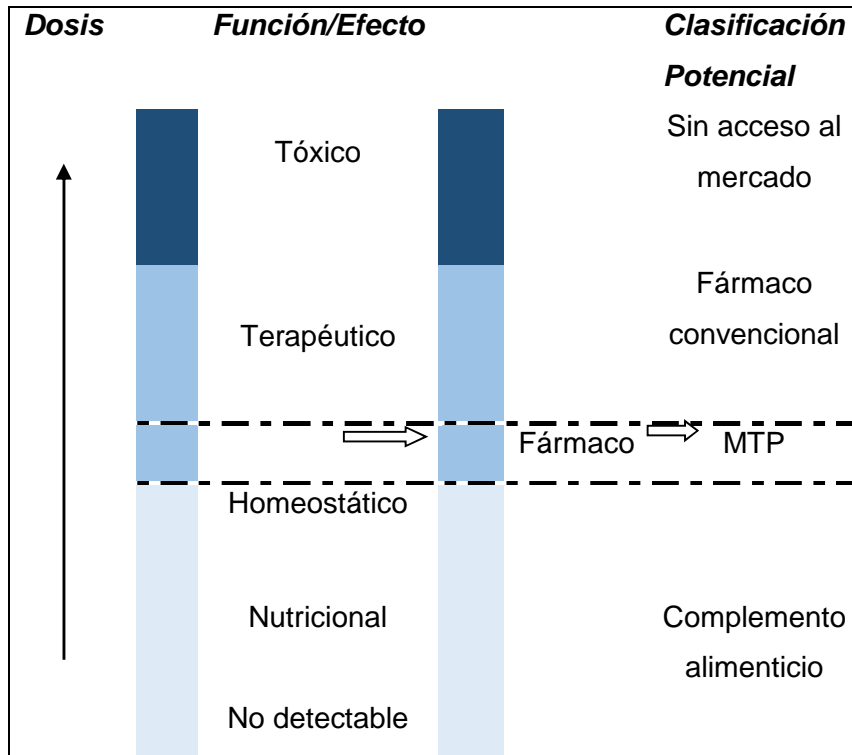 Dosis Función/Efecto Clasificación
Potencial
Sin acceso al
mercado
Tóxico
Fármaco
convencional
Terapéutico
Fármaco MTP
Homeostático
Nutricional
Complemento
alimenticio
No detectable